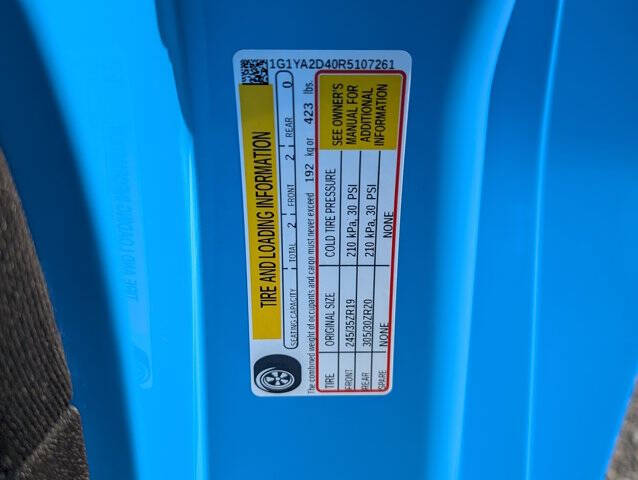 1G1YA2D40R5107261
TIRE AND LOADING INFORMATION
SEATING CAPACITY TOTAL 2 FRONT 2 REAR 0
The combined weight of occupants and cargo must never exceed 192 kg or 423 lbs.
TIRE ORIGINAL SIZE COLD TIRE PRESSURE
FRONT 245/35ZR19 210 kPa, 30 PSI
REAR 305/30ZR20 210 kPa, 30 PSI
SPARE NONE NONE
SEE OWNER'S
MANUAL FOR
ADDITIONAL
INFORMATION